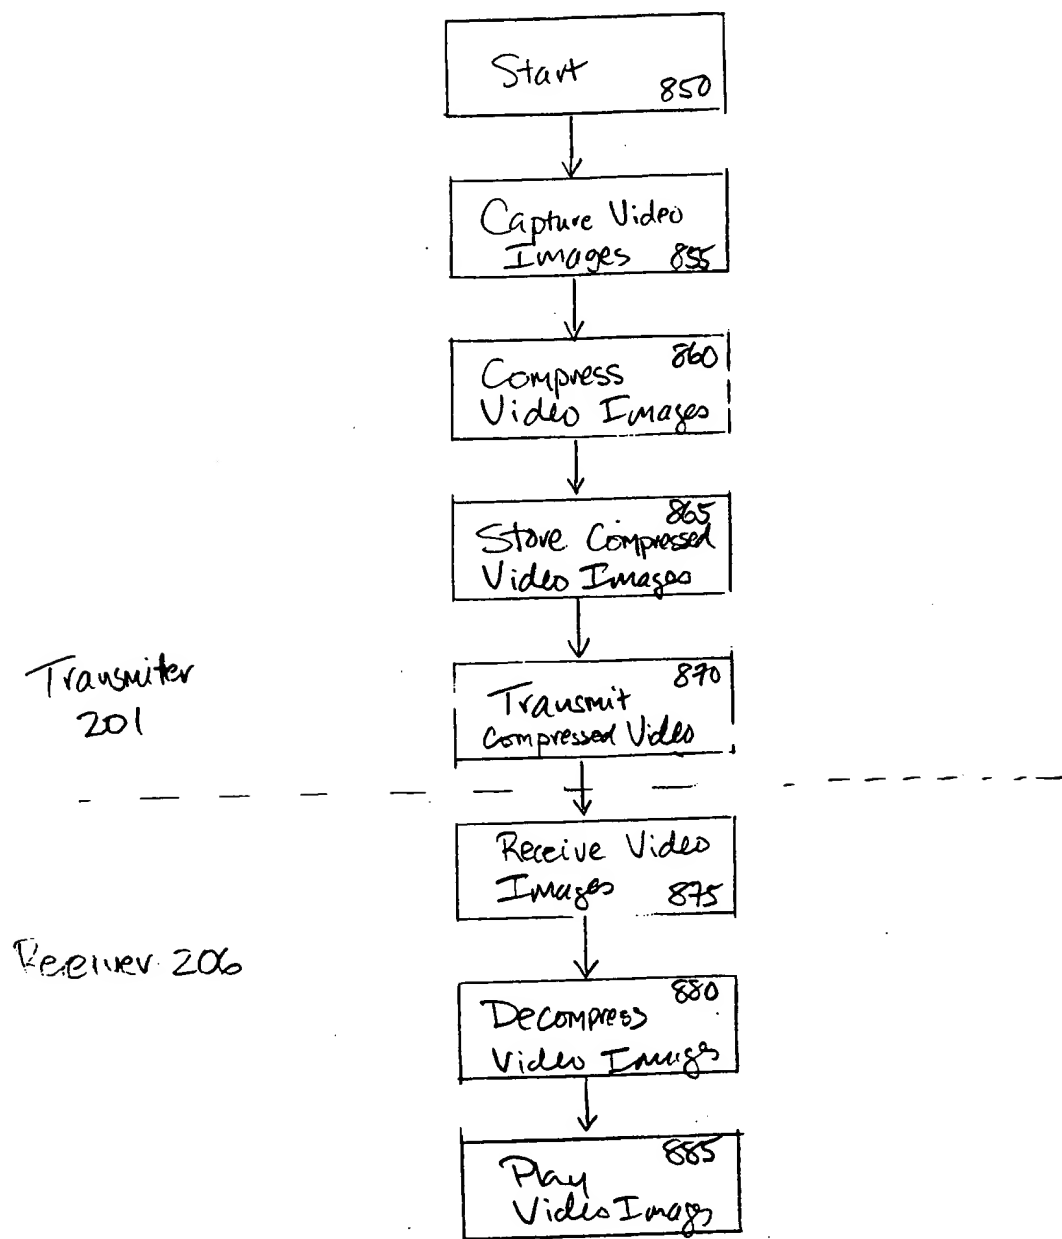 Start
850
Capture Video
Images 855
860
Compress
Video Images
865
Store Compressed
Video Images
Transmiter
201
870
Transmit
Compressed Video
Receive Video
Images 875
Receiver 206
880
Decompress
Video Images
885
Play
Video Images